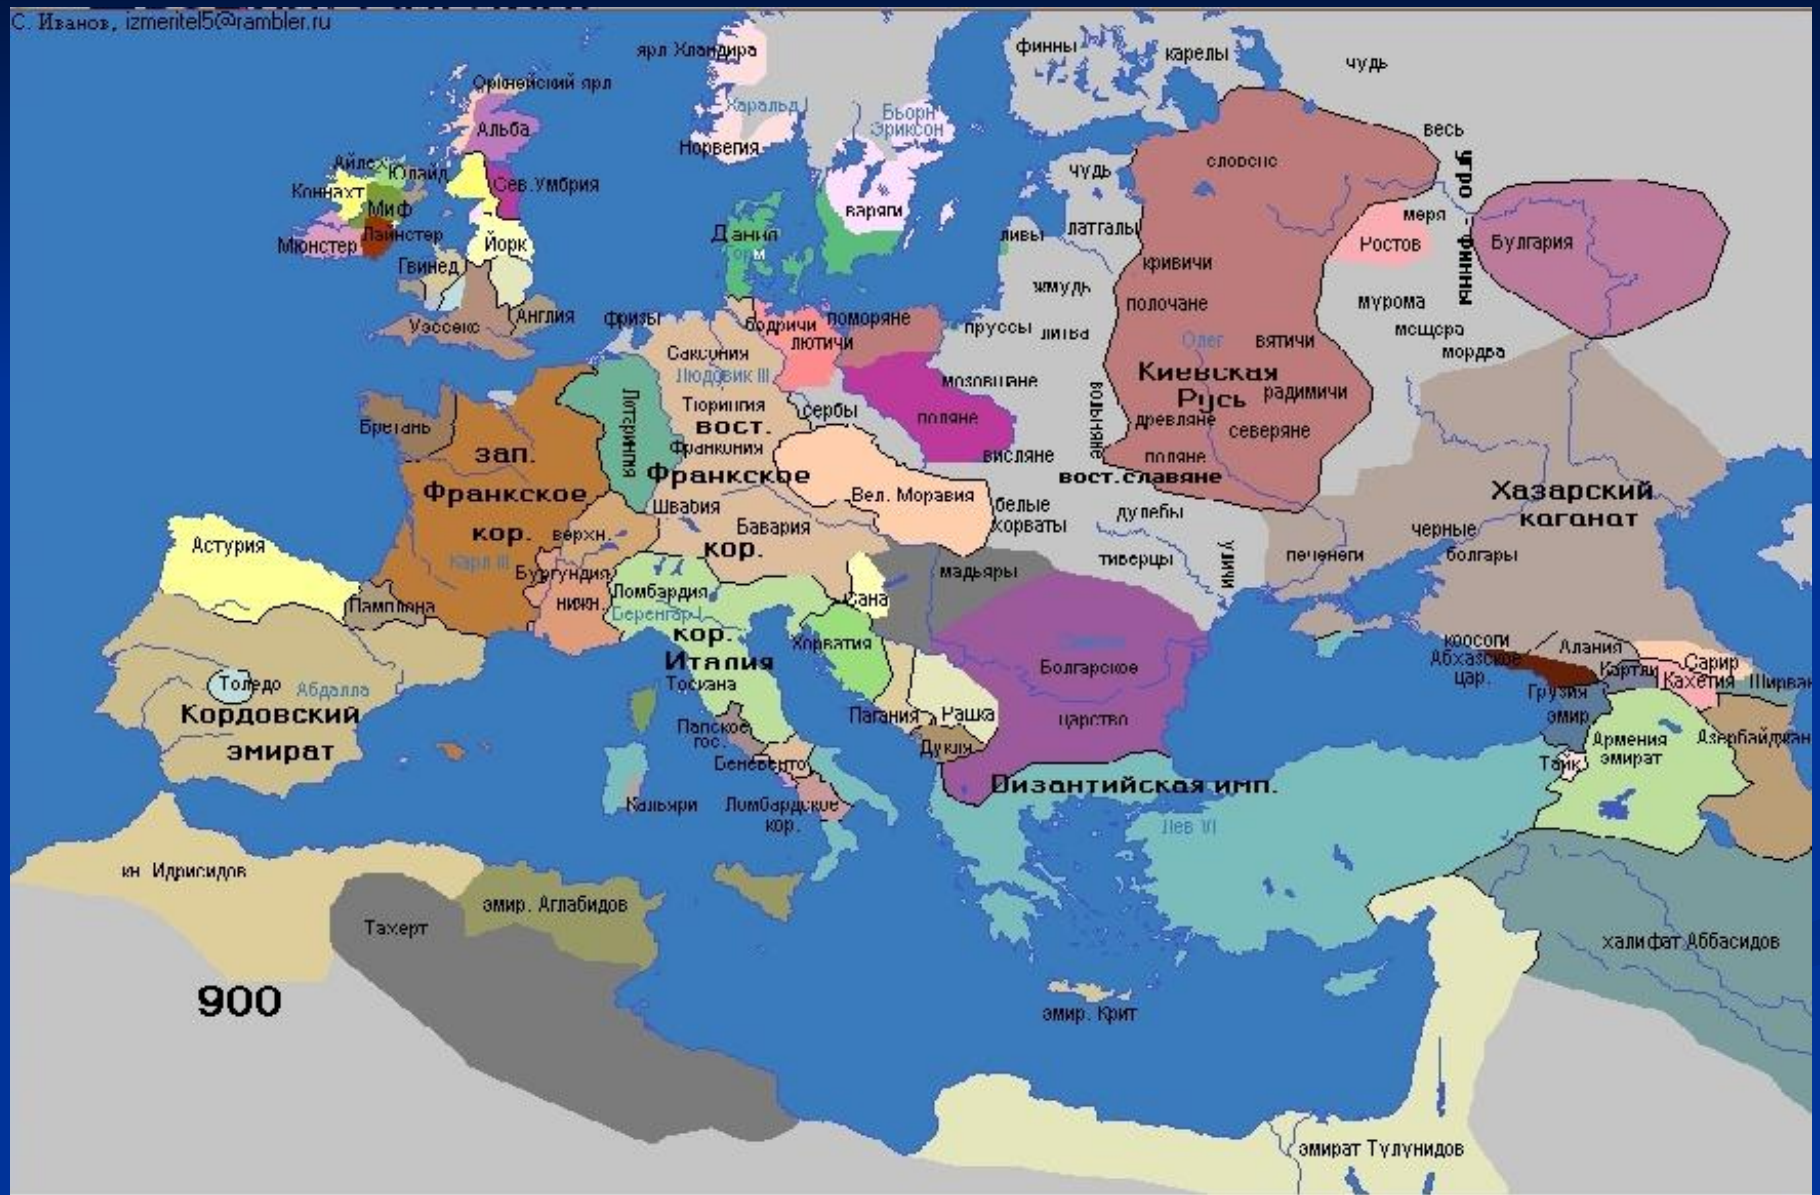 С. Иванов, izmeritel5@rambler.ru
ярл Хландира
финны
карелы
чудь
Оркнейский ярл
Харальд I
Бьорн
Эриксон
Альба
Норвегия
весь
угро - финны
словене
Айлех
Юлайд
Коннахт
Сев.Умбрия
чудь
Миф
варяги
меря
Лайнстер
Мюнстер
Йорк
Дания
ливы
латгалы
Ростов
Булгария
Гвинед
кривичи
жмудь
полочане
мурома
Уэссекс
Англия
фризы
бодричи
поморяне
лютичи
пруссы
литва
Олег
вятичи
мещера
мордва
Саксония
Людовик III
мозовшане
Киевская
Русь
радимичи
Лотарингия
Тюрингия
сербы
поляне
волыняне
древляне
северяне
Бретань
вост.
Франкония
зап.
висляне
поляне
Франкское
вост.славяне
Франкское
Вел. Моравия
Хазарский
каганат
Швабия
белые
хорваты
дулебы
Бавария
кор.
верхн.
кор.
черные
болгары
Астурия
Карл III
тиверцы
уличи
печенеги
Бургундия
мадьяры
Памплона
нижн
Ломбардия
Сана
Беренгар I
кор.
Италия
Хорватия
коосоги
Алания
Абхазское
цар.
Картли
Сарир
Кахетия
Ширван
Болгарское
Толедо
Абдалла
Тоскана
Грузия
эмир.
Кордовский
эмират
Пагания
Рашка
царство
Папское
гос.
Дукля
Армения
эмират
Азербайджан
Беневенто
Таик
Византийская имп.
Кальяри
Ломбардское
кор.
Лев VI
кн. Идрисидов
эмир. Аглабидов
Тахерт
халифат Аббасидов
900
эмир. Крит
эмират Тулунидов